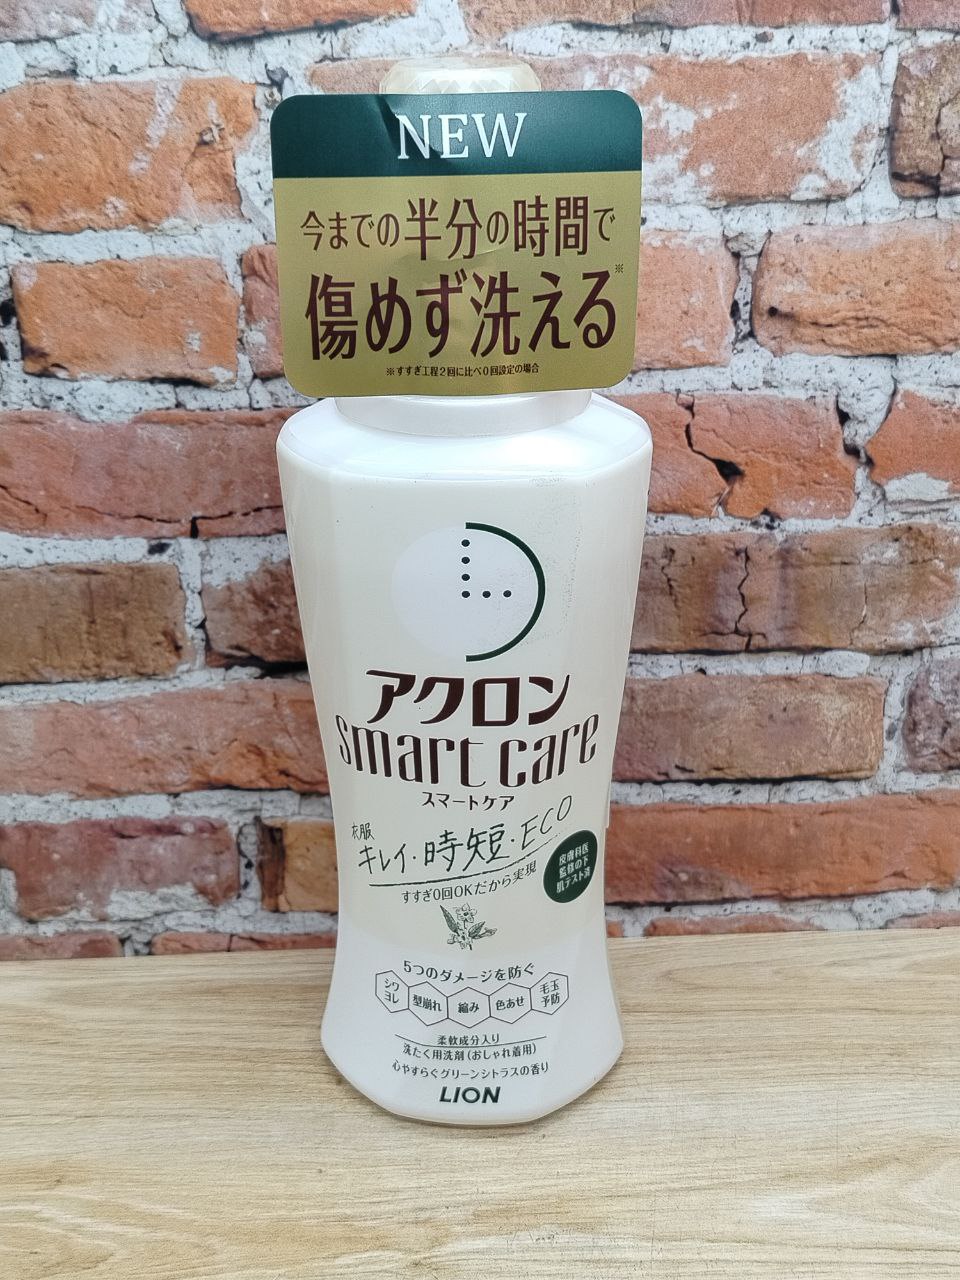 NEW
今までの半分の時間で
傷めず洗える※
※すすぎ工程2回に比べ0回設定の場合
アクロン
smart care
スマートケア
衣服
キレイ・時短・ECO
すすぎ0回OKだから実現
皮膚科医
監修の下
肌テスト済
5つのダメージを防ぐ
シワ
ヨレ
型崩れ
縮み
色あせ
毛玉
予防
柔軟成分入り
洗たく用洗剤(おしゃれ着用)
心やすらぐグリーンシトラスの香り
LION